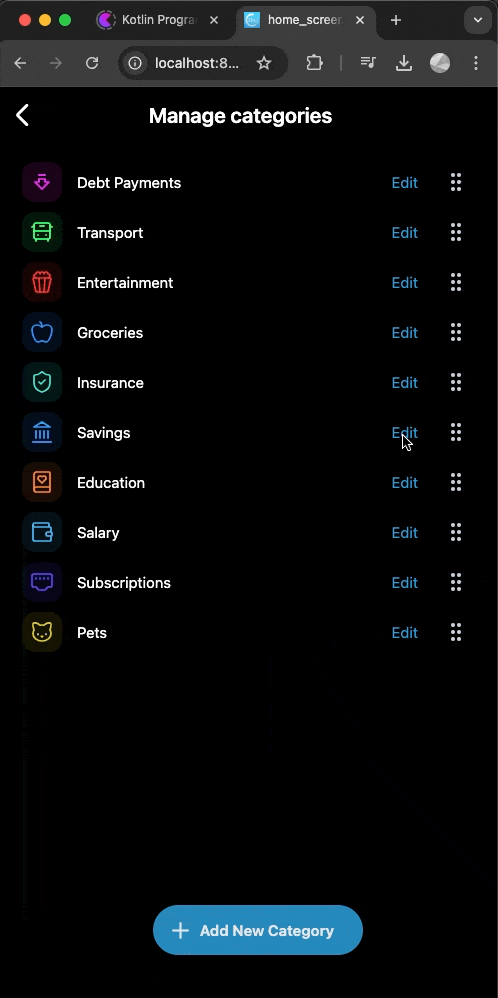 Kotlin Progra
home_screen
localhost:8...
Manage categories
Debt Payments Edit
Transport Edit
Entertainment Edit
Groceries Edit
Insurance Edit
Savings Edit
Education Edit
Salary Edit
Subscriptions Edit
Pets Edit
Add New Category